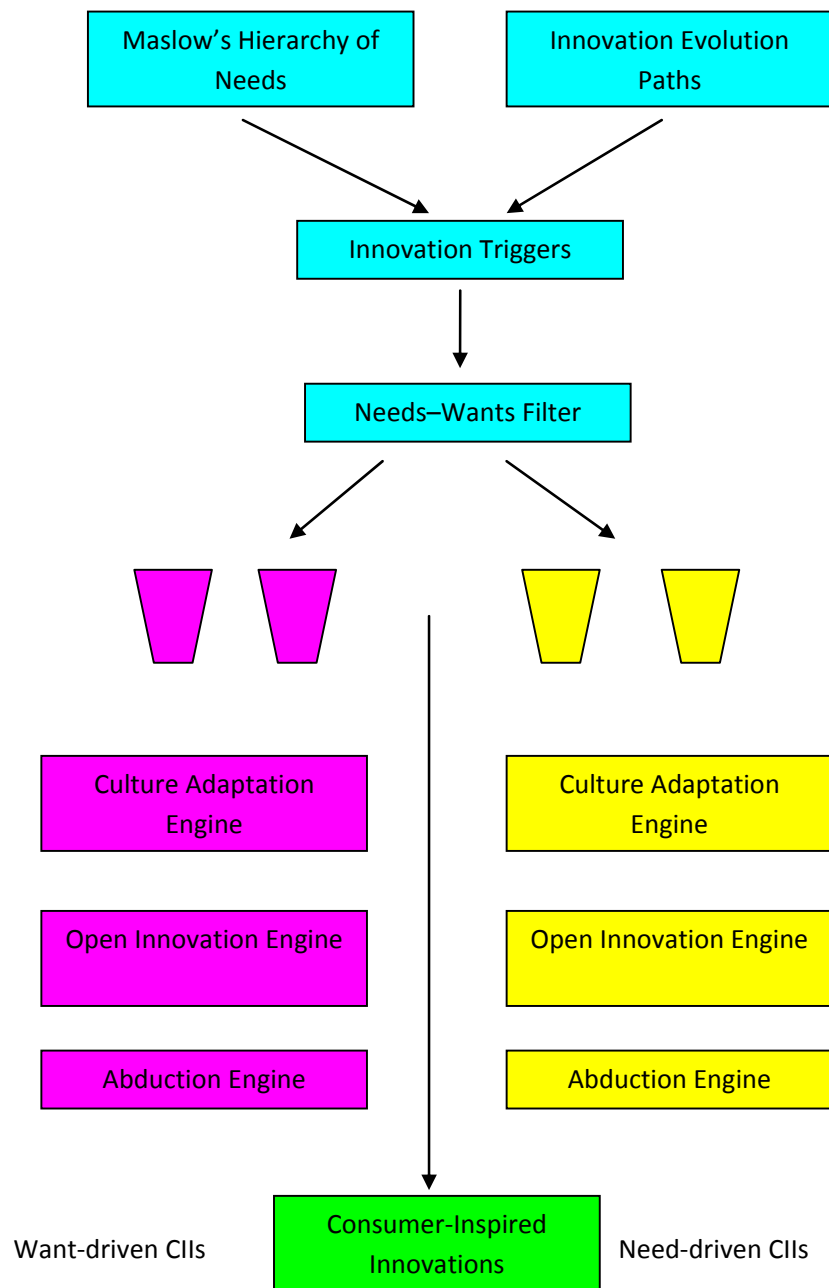 Maslow’s Hierarchy of
Needs
Innovation Evolution
Paths
Innovation Triggers
Needs–Wants Filter
Culture Adaptation
Engine
Culture Adaptation
Engine
Open Innovation Engine
Open Innovation Engine
Abduction Engine
Abduction Engine
Want-driven CIIs
Consumer-Inspired
Innovations
Need-driven CIIs